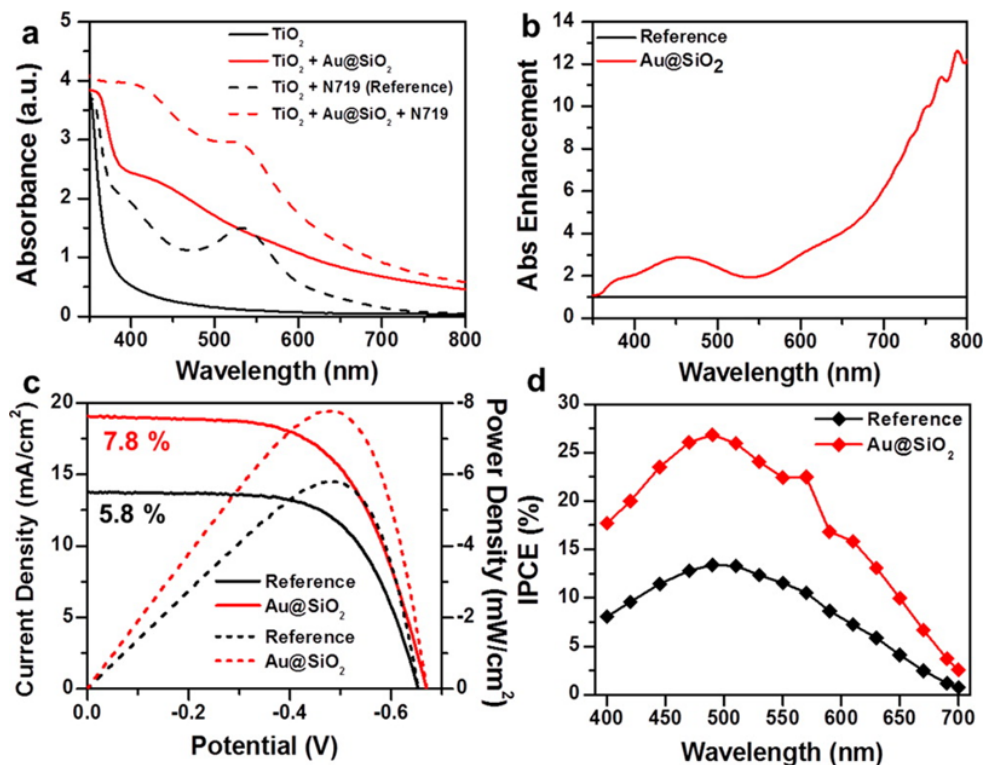 a
Absorbance (a.u.)
5
4
3
2
1
0
TiO₂
TiO₂ + Au@SiO₂
TiO₂ + N719 (Reference)
TiO₂ + Au@SiO₂ + N719
400 500 600 700 800
Wavelength (nm)
b
Abs Enhancement
14
12
10
8
6
4
2
0
Reference
Au@SiO₂
400 500 600 700 800
Wavelength (nm)
c
Current Density (mA/cm²)
20
15
10
5
0
7.8 %
5.8 %
Reference
Au@SiO₂
Reference
Au@SiO₂
-8
-6
-4
-2
0
Power Density (mW/cm²)
0.0 -0.2 -0.4 -0.6
Potential (V)
d
IPCE (%)
30
25
20
15
10
5
0
Reference
Au@SiO₂
400 450 500 550 600 650 700
Wavelength (nm)